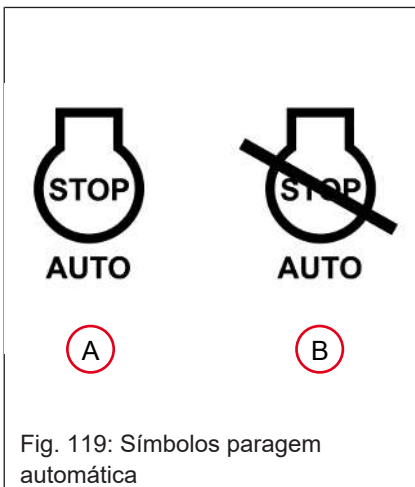 STOP STOP
AUTO AUTO
A B
Fig. 119: Símbolos paragem
automática